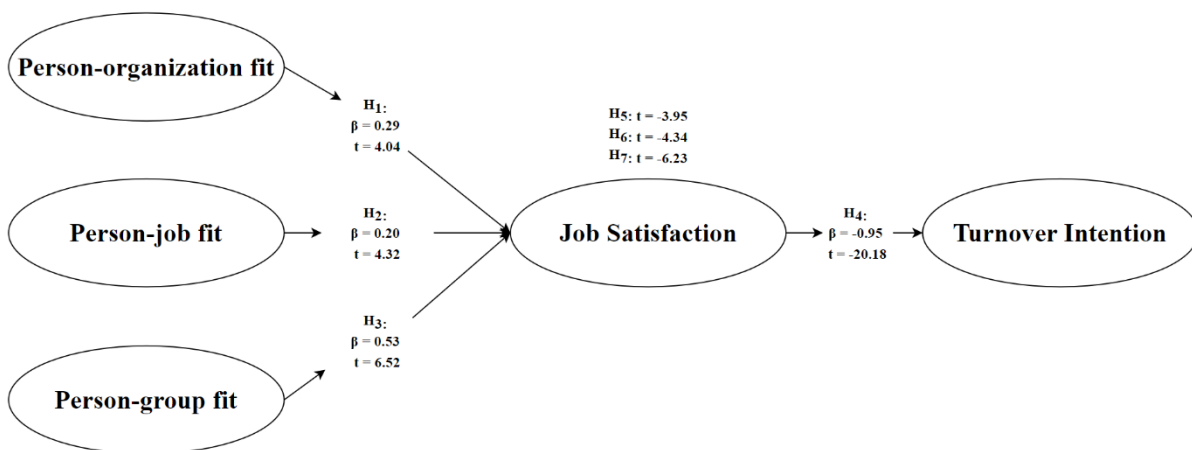 Person-organization fit
H1:
β = 0.29
t = 4.04
H5: t = -3.95
H6: t = -4.34
H7: t = -6.23
Person-job fit
H2:
β = 0.20
t = 4.32
Job Satisfaction
H4:
β = -0.95
t = -20.18
Turnover Intention
H3:
β = 0.53
t = 6.52
Person-group fit